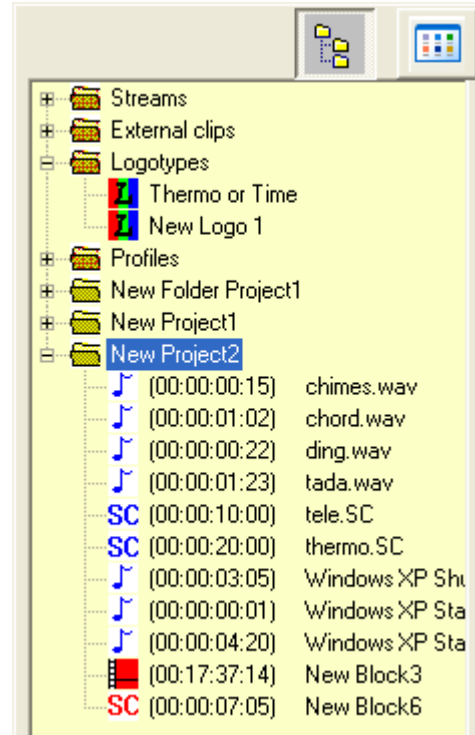 Streams
External clips
Logotypes
L Thermo or Time
L New Logo 1
Profiles
New Folder Project1
New Project1
New Project2
(00:00:00:15) chimes.wav
(00:00:01:02) chord.wav
(00:00:00:22) ding.wav
(00:00:01:23) tada.wav
SC (00:00:10:00) tele.SC
SC (00:00:20:00) thermo.SC
(00:00:03:05) Windows XP Shu
(00:00:00:01) Windows XP Sta
(00:00:04:20) Windows XP Sta
(00:17:37:14) New Block3
SC (00:00:07:05) New Block6